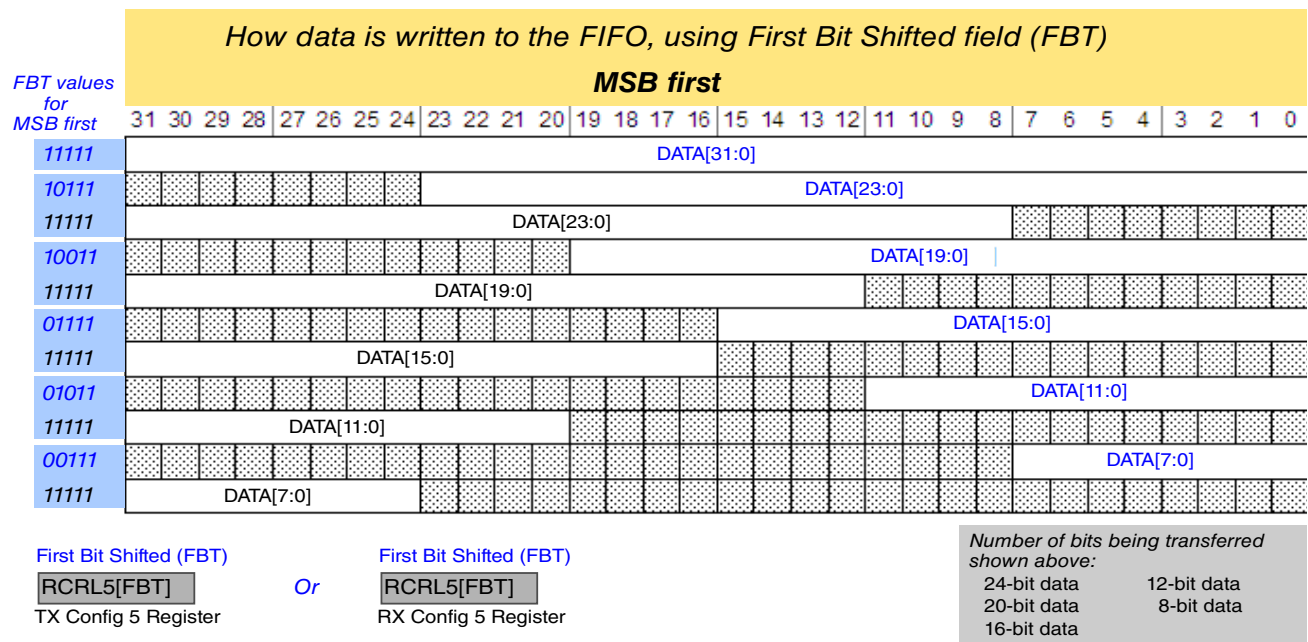 How data is written to the FIFO, using First Bit Shifted field (FBT)
MSB first
FBT values
for
MSB first
31 30 29 28 27 26 25 24 23 22 21 20 19 18 17 16 15 14 13 12 11 10 9 8 7 6 5 4 3 2 1 0
11111 DATA[31:0]
10111 DATA[23:0]
11111 DATA[23:0]
10011 DATA[19:0]
11111 DATA[19:0]
01111 DATA[15:0]
11111 DATA[15:0]
01011 DATA[11:0]
11111 DATA[11:0]
00111 DATA[7:0]
11111 DATA[7:0]
First Bit Shifted (FBT)
RCRL5[FBT]
TX Config 5 Register
Or
First Bit Shifted (FBT)
RCRL5[FBT]
RX Config 5 Register
Number of bits being transferred
shown above:
24-bit data 12-bit data
20-bit data 8-bit data
16-bit data